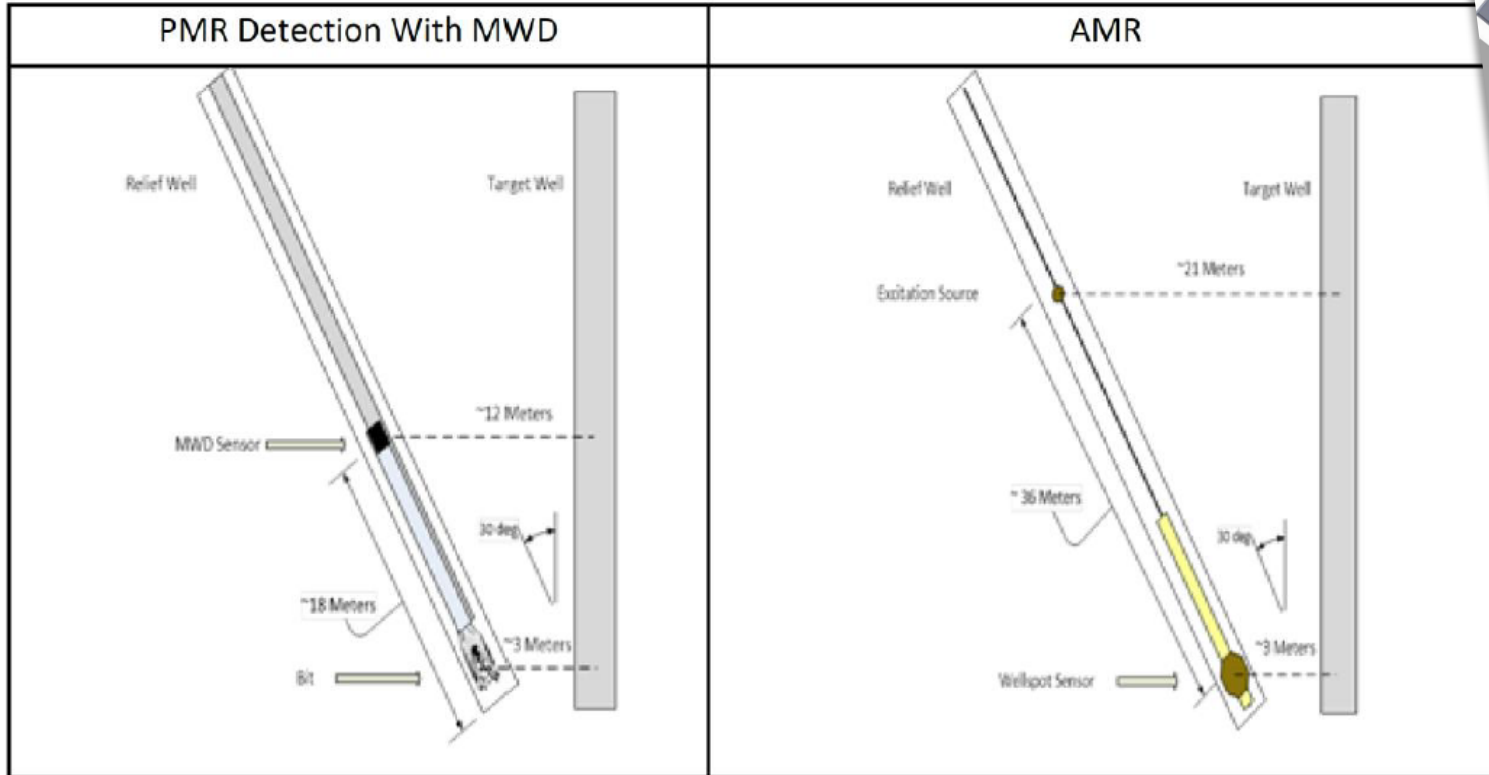 PMR Detection With MWD
AMR
Relief Well
Target Well
~12 Meters
MWD Sensor
30 deg
~18 Meters
~3 Meters
Bit
Relief Well
Target Well
~21 Meters
Excitation Source
~ 36 Meters
30 deg
~3 Meters
Wellspot Sensor